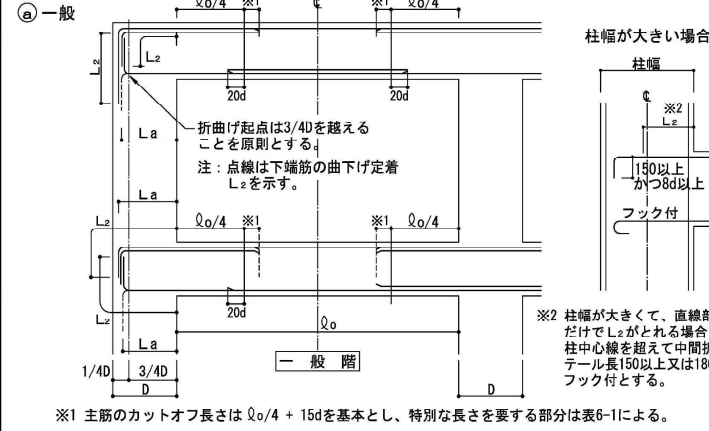 ⓐ 一般
ℓo/4 ※1 ℄ ※1 ℓo/4
L₂
L₂
20d 20d
折曲げ起点は3/4Dを越える
ことを原則とする。
注：点線は下端筋の曲下げ定着
L₂を示す。
La
La
ℓo/4 ※1 ※1 ℓo/4
L₂
L₂
20d
ℓo
La
1/4D 3/4D
一 般 階
D D
柱幅が大きい場合
柱幅
℄ ※2
L₂
150以上
かつ8d以上
フック付
※2 柱幅が大きくて、直線部
だけでL₂がとれる場合
柱中心線を超えて中間折
テール長150以上又は180
フック付とする。
※1 主筋のカットオフ長さは ℓo/4 + 15dを基本とし、特別な長さを要する部分は表6-1による。